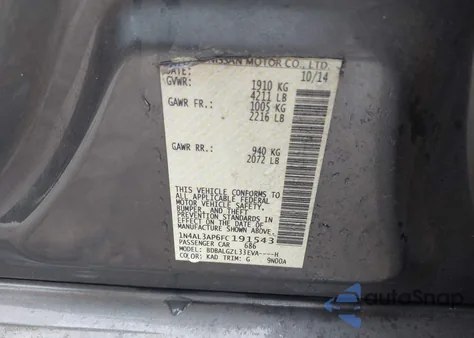 NISSAN MOTOR CO., LTD.
DATE: 10/14
GVWR: 1910 KG
4211 LB
GAWR FR.: 1005 KG
2216 LB
GAWR RR.: 940 KG
2072 LB
THIS VEHICLE CONFORMS TO
ALL APPLICABLE FEDERAL
MOTOR VEHICLE SAFETY,
BUMPER, AND THEFT
PREVENTION STANDARDS IN
EFFECT ON THE DATE OF
MANUFACTURE SHOWN ABOVE.
1N4AL3AP6FC191543
PASSENGER CAR 686
MODEL: BDBALGZL33EVA----H
COLOR: KAD TRIM: G 9N00A
autoSnap